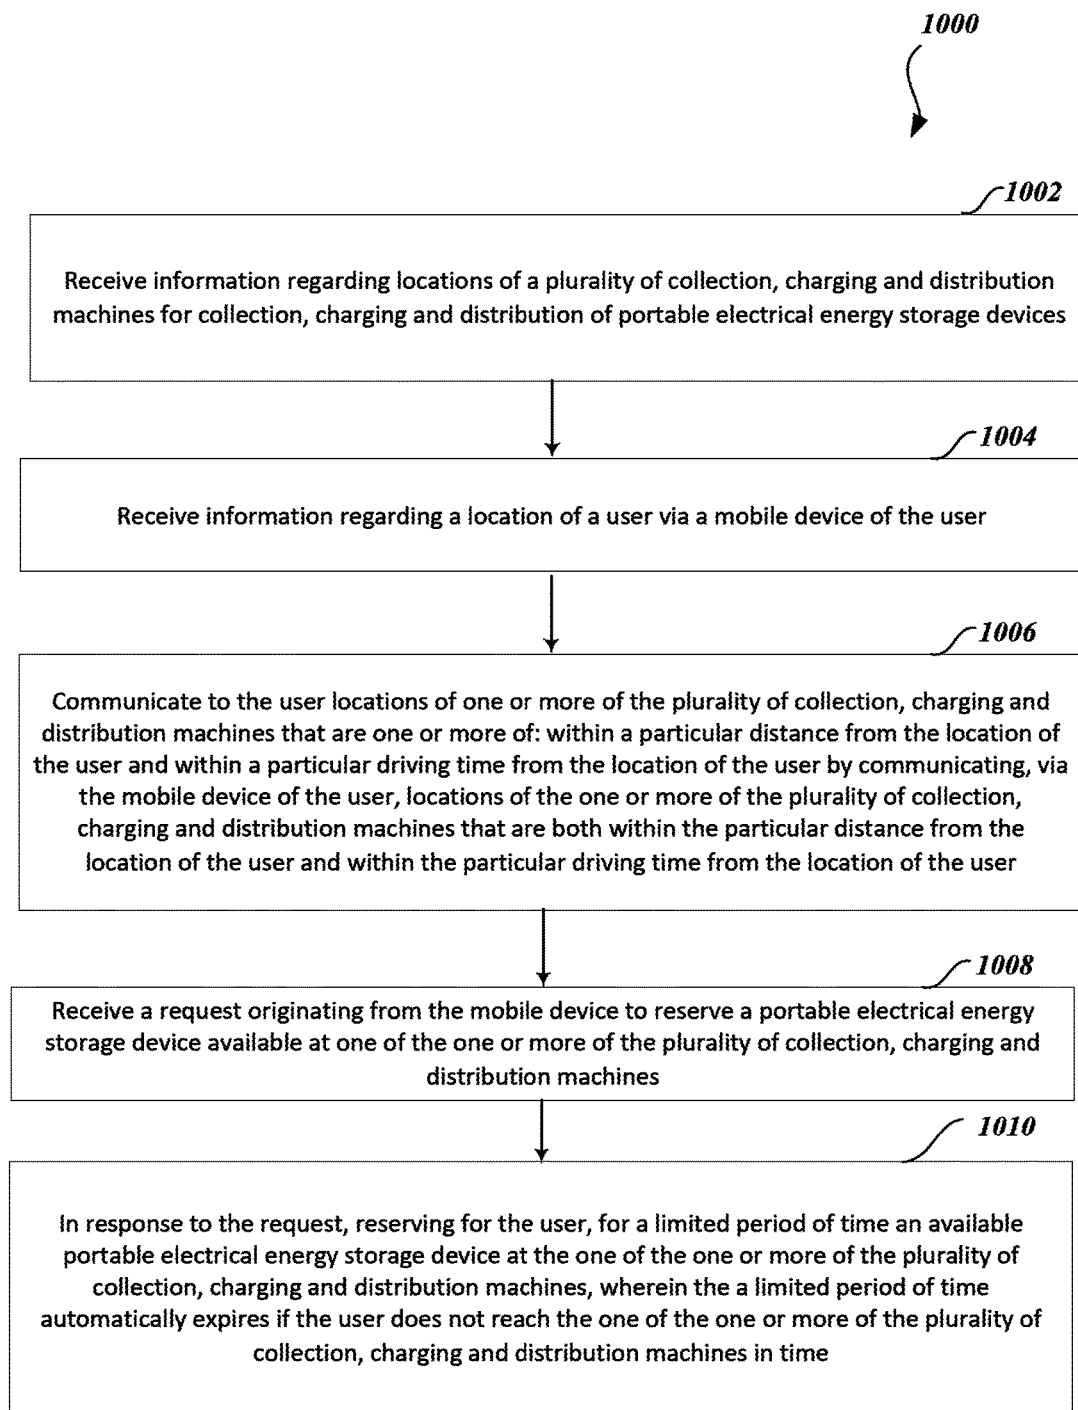 1000
1002
Receive information regarding locations of a plurality of collection, charging and distribution
machines for collection, charging and distribution of portable electrical energy storage devices
1004
Receive information regarding a location of a user via a mobile device of the user
1006
Communicate to the user locations of one or more of the plurality of collection, charging and
distribution machines that are one or more of: within a particular distance from the location of
the user and within a particular driving time from the location of the user by communicating, via
the mobile device of the user, locations of the one or more of the plurality of collection,
charging and distribution machines that are both within the particular distance from the
location of the user and within the particular driving time from the location of the user
1008
Receive a request originating from the mobile device to reserve a portable electrical energy
storage device available at one of the one or more of the plurality of collection, charging and
distribution machines
1010
In response to the request, reserving for the user, for a limited period of time an available
portable electrical energy storage device at the one of the one or more of the plurality of
collection, charging and distribution machines, wherein the a limited period of time
automatically expires if the user does not reach the one of the one or more of the plurality of
collection, charging and distribution machines in time